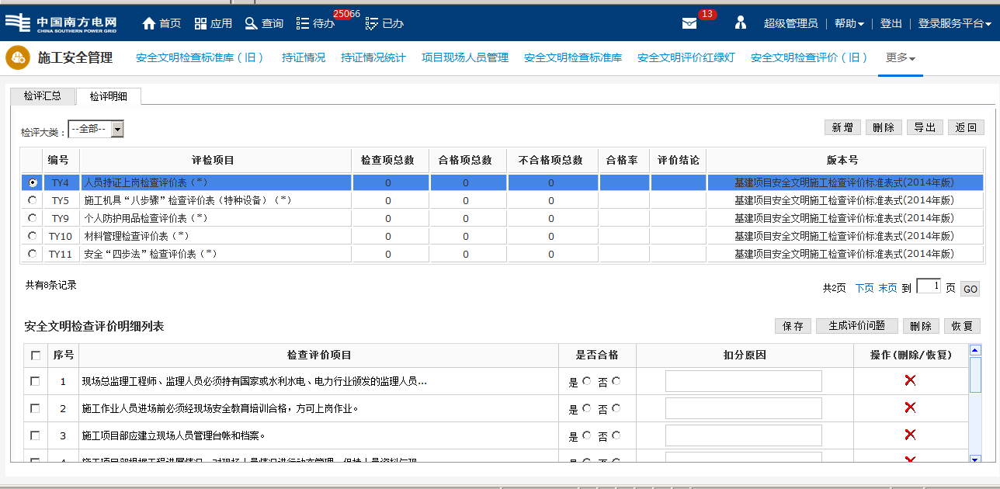 中国南方电网
CHINA SOUTHERN POWER GRID
首页 应用 查询 待办 25066 已办
13 超级管理员 | 帮助 | 登出 | 登录服务平台
施工安全管理 安全文明检查标准库（旧） 持证情况 持证情况统计 项目现场人员管理 安全文明检查标准库 安全文明评价红绿灯 安全文明检查评价（旧） 更多
检评汇总 检评明细
检评大类： --全部-- 新增 删除 导出 返回
编号 评检项目 检查项总数 合格项总数 不合格项总数 合格率 评价结论 版本号
TY4 人员持证上岗检查评价表（*） 0 0 0 基建项目安全文明施工检查评价标准表式(2014年版)
TY5 施工机具“八步骤”检查评价表（特种设备）（*） 0 0 0 基建项目安全文明施工检查评价标准表式(2014年版)
TY9 个人防护用品检查评价表（*） 0 0 0 基建项目安全文明施工检查评价标准表式(2014年版)
TY10 材料管理检查评价表（*） 0 0 0 基建项目安全文明施工检查评价标准表式(2014年版)
TY11 安全“四步法”检查评价表（*） 0 0 0 基建项目安全文明施工检查评价标准表式(2014年版)
共有8条记录 共2页 下页 末页 到 1 页 GO
安全文明检查评价明细列表 保存 生成评价问题 删除 恢复
序号 检查评价项目 是否合格 扣分原因 操作(删除/恢复)
1 现场总监理工程师、监理人员必须持有国家或水利水电、电力行业颁发的监理人员... 是 否
2 施工作业人员进场前必须经现场安全教育培训合格，方可上岗作业。 是 否
3 施工项目部应建立现场人员管理台帐和档案。 是 否